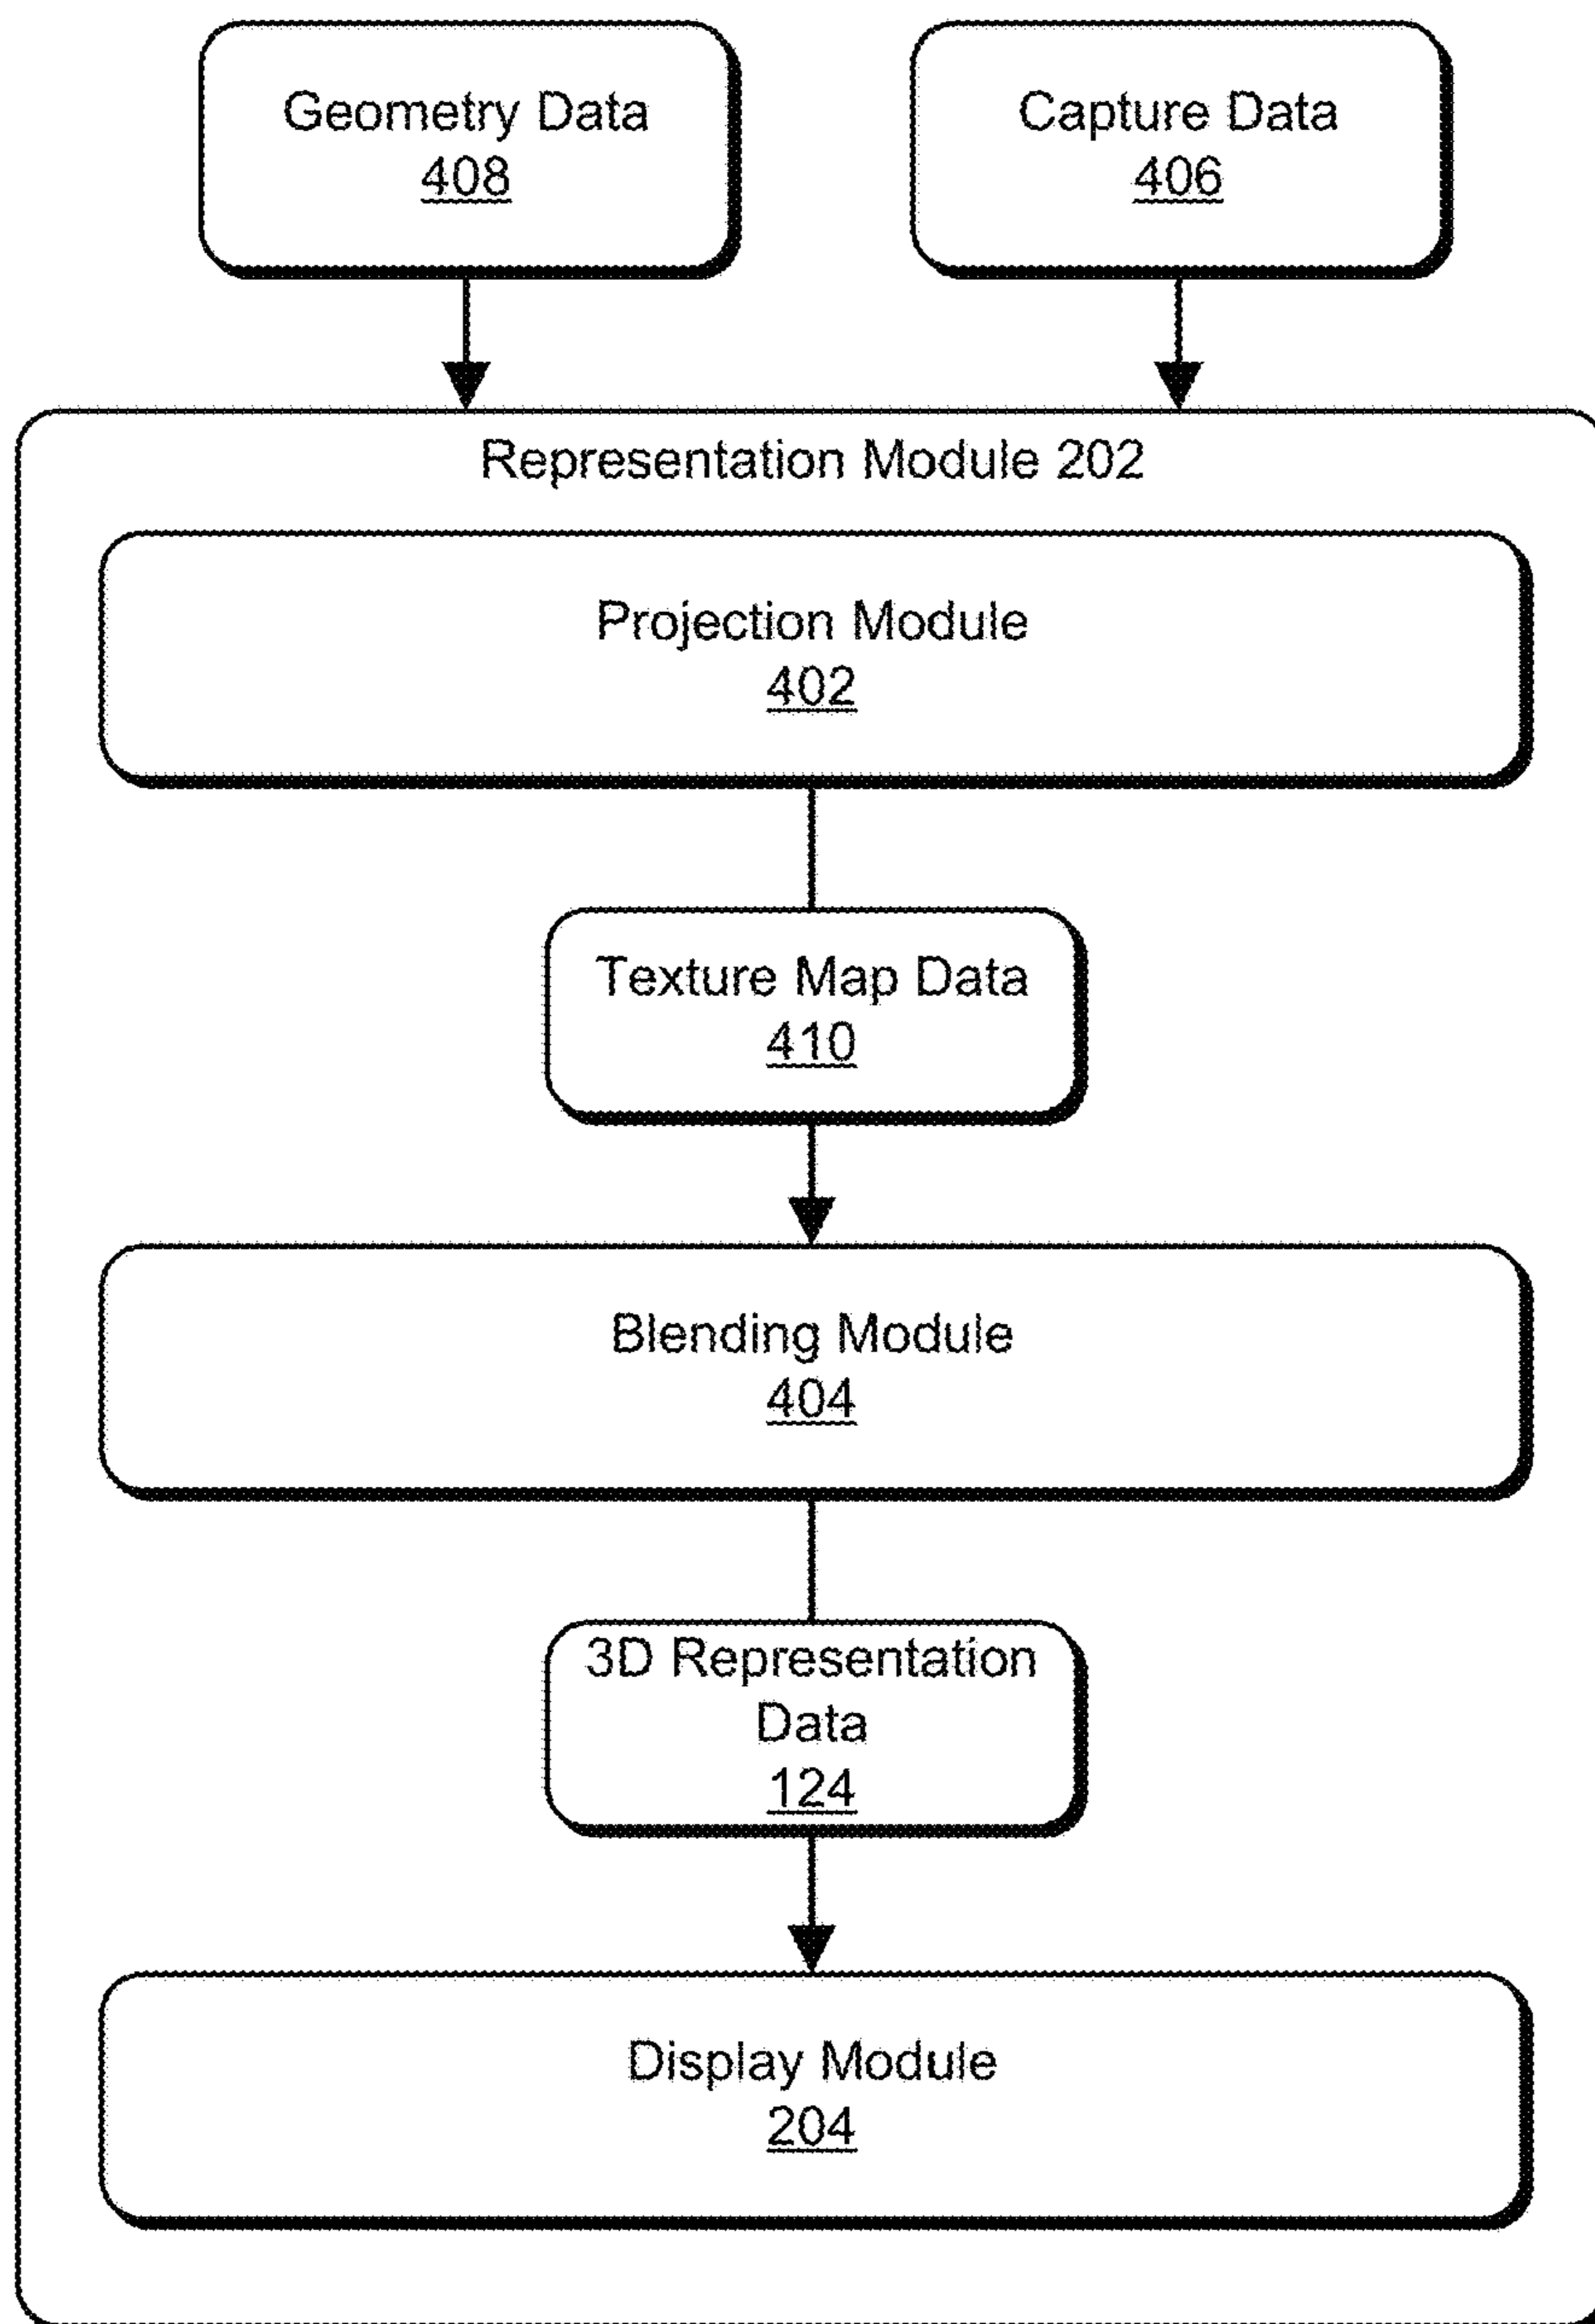 Geometry Data
408
Capture Data
406
Representation Module 202
Projection Module
402
Texture Map Data
410
Blending Module
404
3D Representation
Data
124
Display Module
204